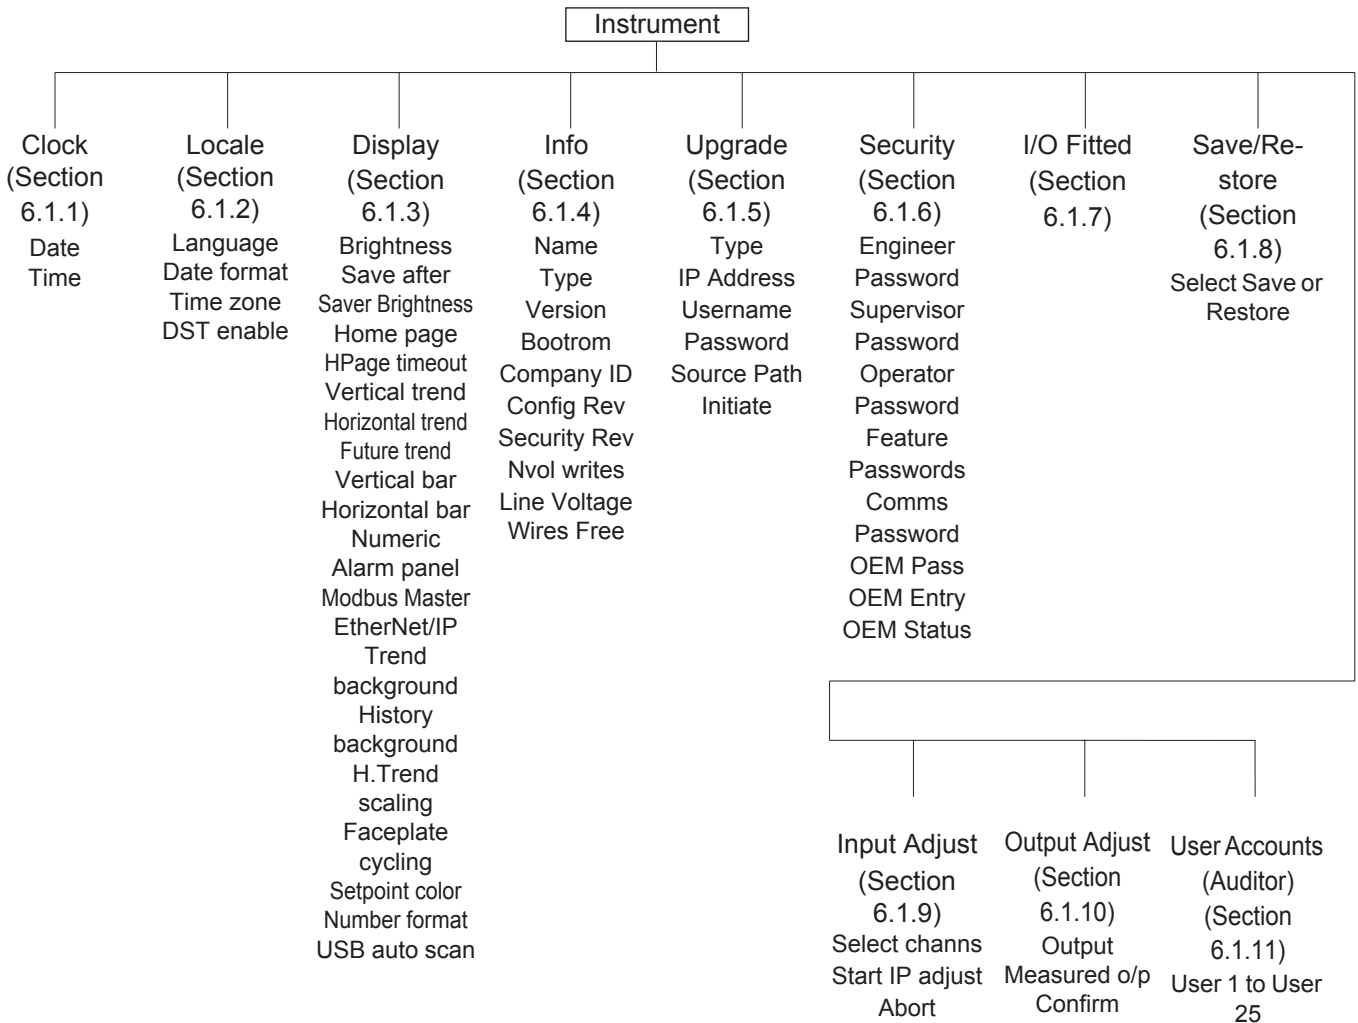 Instrument
Clock
(Section
6.1.1)
Date
Time
Locale
(Section
6.1.2)
Language
Date format
Time zone
DST enable
Display
(Section
6.1.3)
Brightness
Save after
Saver Brightness
Home page
HPage timeout
Vertical trend
Horizontal trend
Future trend
Vertical bar
Horizontal bar
Numeric
Alarm panel
Modbus Master
EtherNet/IP
Trend
background
History
background
H.Trend
scaling
Faceplate
cycling
Setpoint color
Number format
USB auto scan
Info
(Section
6.1.4)
Name
Type
Version
Bootrom
Company ID
Config Rev
Security Rev
Nvol writes
Line Voltage
Wires Free
Upgrade
(Section
6.1.5)
Type
IP Address
Username
Password
Source Path
Initiate
Security
(Section
6.1.6)
Engineer
Password
Supervisor
Password
Operator
Password
Feature
Passwords
Comms
Password
OEM Pass
OEM Entry
OEM Status
I/O Fitted
(Section
6.1.7)
Save/Re-
store
(Section
6.1.8)
Select Save or
Restore
Input Adjust
(Section
6.1.9)
Select channs
Start IP adjust
Abort
Output Adjust
(Section
6.1.10)
Output
Measured o/p
Confirm
User Accounts
(Auditor)
(Section
6.1.11)
User 1 to User
25